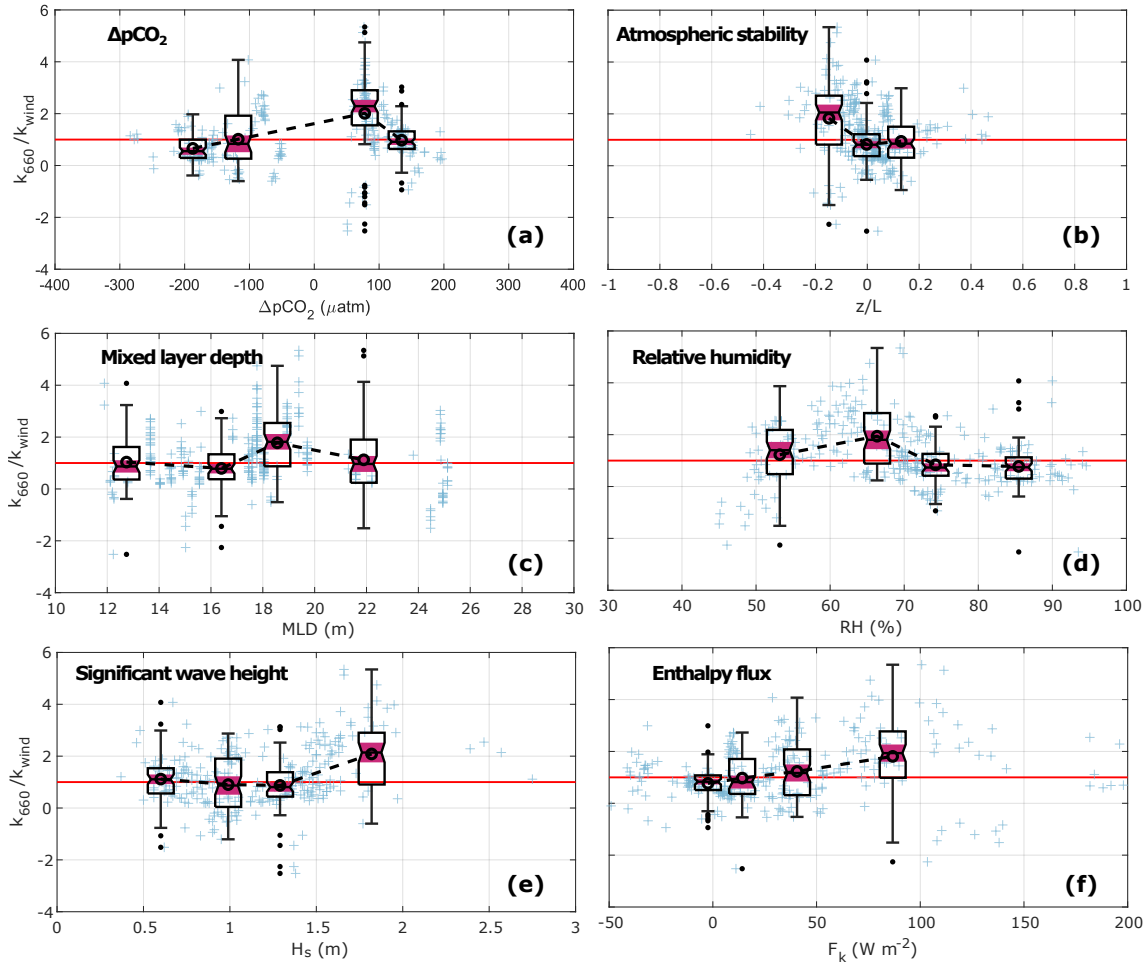 ΔpCO2
6
4
2
0
2
4
k660/kwind
-400 -300 -200 -100 0 100 200 300 400
ΔpCO2 (μatm)
(a)
Atmospheric stability
-1 -0.8 -0.6 -0.4 -0.2 0 0.2 0.4 0.6 0.8 1
z/L
(b)
Mixed layer depth
6
4
2
0
-2
-4
k660/kwind
10 12 14 16 18 20 22 24 26 28 30
MLD (m)
(c)
Relative humidity
30 40 50 60 70 80 90 100
RH (%)
(d)
Significant wave height
6
4
2
0
-2
-4
k660/kwind
0 0.5 1 1.5 2 2.5 3
Hs (m)
(e)
Enthalpy flux
-50 0 50 100 150 200
Fk (W m-2)
(f)